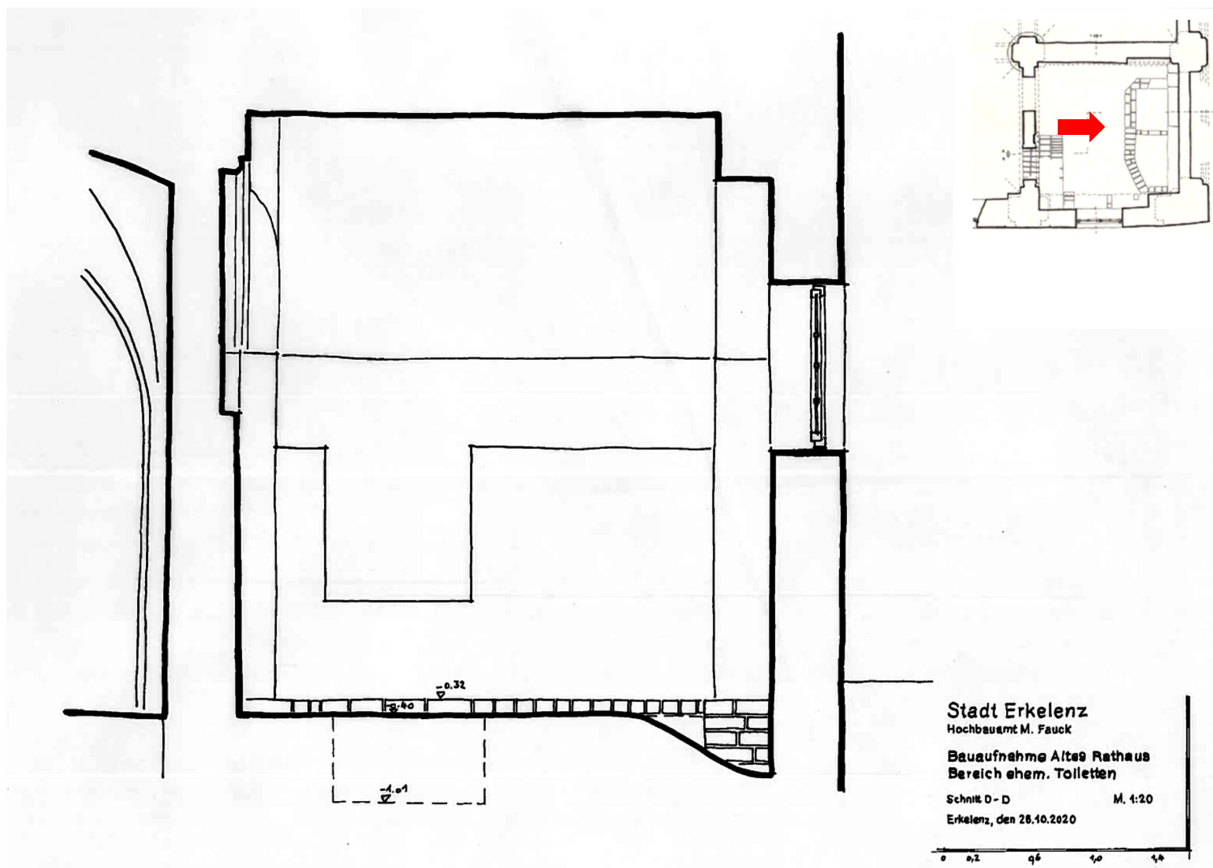 -0.32
-0.40
-1.01
Stadt Erkelenz
Hochbauamt M. Fauck
Bauaufnahme Altes Rathaus
Bereich ehem. Toiletten
Schnitt D-D M. 1:20
Erkelenz, den 28.10.2020
0 0,2 0,6 1,0 1,4